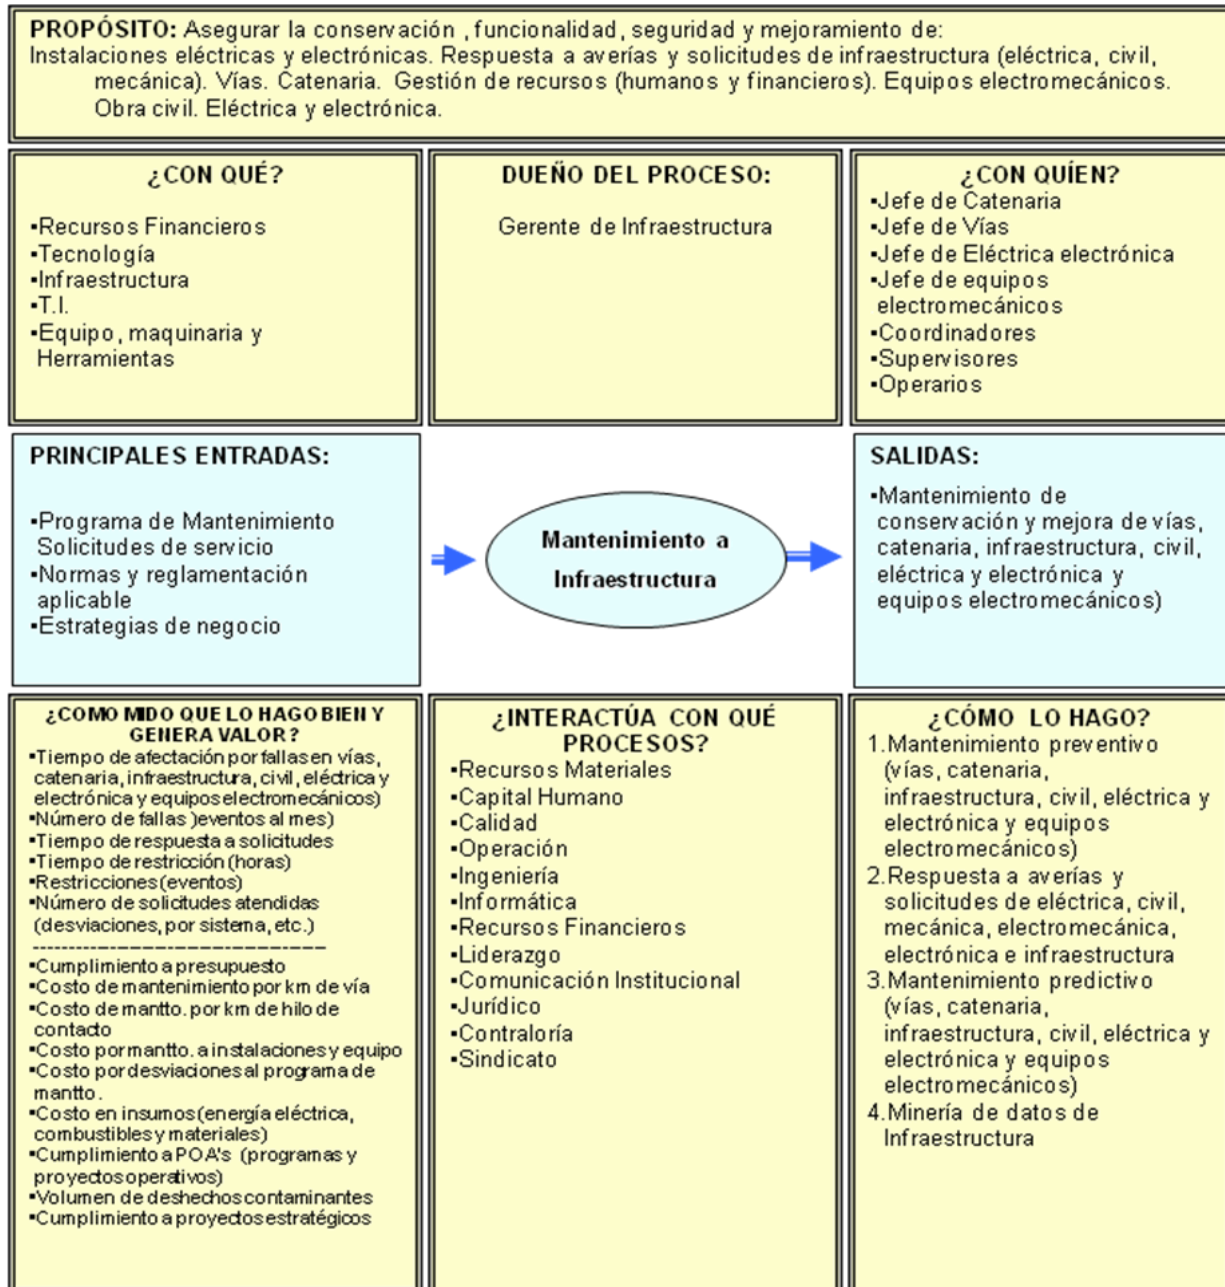 PROPÓSITO: Asegurar la conservación , funcionalidad, seguridad y mejoramiento de:
Instalaciones eléctricas y electrónicas. Respuesta a averías y solicitudes de infraestructura (eléctrica, civil,
mecánica). Vías. Catenaria. Gestión de recursos (humanos y financieros). Equipos electromecánicos.
Obra civil. Eléctrica y electrónica.
¿CON QUÉ?
▪Recursos Financieros
▪Tecnología
▪Infraestructura
▪T.I.
▪Equipo, maquinaria y
Herramientas
DUEÑO DEL PROCESO:
Gerente de Infraestructura
¿CON QUÍEN?
▪Jefe de Catenaria
▪Jefe de Vías
▪Jefe de Eléctrica electrónica
▪Jefe de equipos
electromecánicos
▪Coordinadores
▪Supervisores
▪Operarios
PRINCIPALES ENTRADAS:
▪Programa de Mantenimiento
Solicitudes de servicio
▪Normas y reglamentación
aplicable
▪Estrategias de negocio
Mantenimiento a
Infraestructura
SALIDAS:
▪Mantenimiento de
conservación y mejora de vías,
catenaria, infraestructura, civil,
eléctrica y electrónica y
equipos electromecánicos)
¿COMO MIDO QUE LO HAGO BIEN Y
GENERA VALOR?
▪Tiempo de afectación por fallas en vías,
catenaria, infraestructura, civil, eléctrica y
electrónica y equipos electromecánicos)
▪Número de fallas )eventos al mes)
▪Tiempo de respuesta a solicitudes
▪Tiempo de restricción (horas)
▪Restricciones (eventos)
▪Número de solicitudes atendidas
(desviaciones, por sistema, etc.)
------------------------------------
▪Cumplimiento a presupuesto
▪Costo de mantenimiento por km de vía
▪Costo de mantto. por km de hilo de
contacto
▪Costo por mantto. a instalaciones y equipo
▪Costo por desviaciones al programa de
mantto.
▪Costo en insumos (energía eléctrica,
combustibles y materiales)
▪Cumplimiento a POA's (programas y
proyectos operativos)
▪Volumen de deshechos contaminantes
▪Cumplimiento a proyectos estratégicos
¿INTERACTÚA CON QUÉ
PROCESOS?
▪Recursos Materiales
▪Capital Humano
▪Calidad
▪Operación
▪Ingeniería
▪Informática
▪Recursos Financieros
▪Liderazgo
▪Comunicación Institucional
▪Jurídico
▪Contraloría
▪Sindicato
¿CÓMO LO HAGO?
1.Mantenimiento preventivo
(vías, catenaria,
infraestructura, civil, eléctrica y
electrónica y equipos
electromecánicos)
2.Respuesta a averías y
solicitudes de eléctrica, civil,
mecánica, electromecánica,
electrónica e infraestructura
3.Mantenimiento predictivo
(vías, catenaria,
infraestructura, civil, eléctrica y
electrónica y equipos
electromecánicos)
4.Minería de datos de
Infraestructura